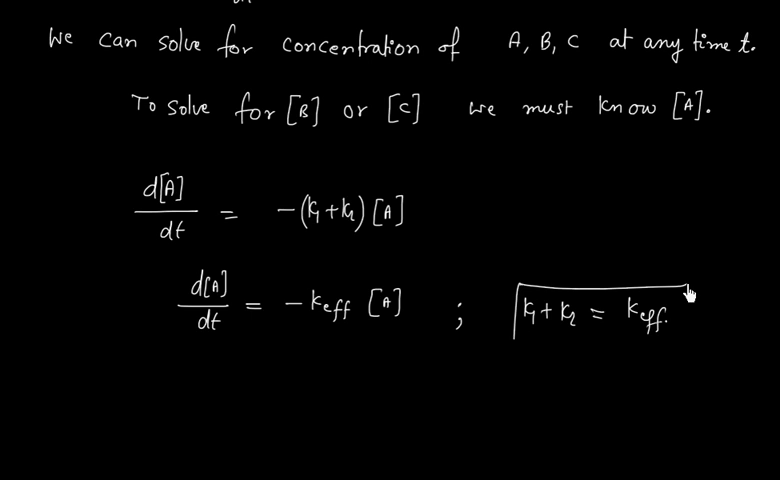 We can solve for concentration of A, B, C at any time t.
To solve for [B] or [C] we must know [A].
d[A]/dt = -(k1+k2)[A]
d[A]/dt = -keff [A] ; k1+k2 = keff.